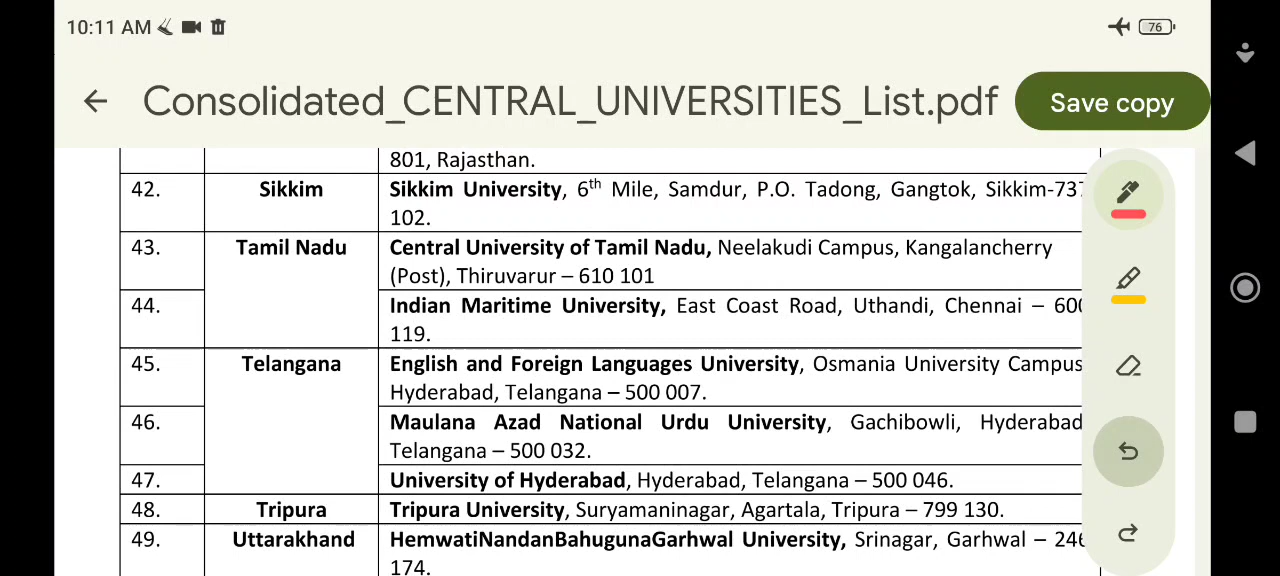 10:11 AM
76
Consolidated_CENTRAL_UNIVERSITIES_List.pdf
Save copy
801, Rajasthan.
42. Sikkim Sikkim University, 6th Mile, Samdur, P.O. Tadong, Gangtok, Sikkim-737
102.
43. Tamil Nadu Central University of Tamil Nadu, Neelakudi Campus, Kangalancherry
(Post), Thiruvarur – 610 101
44. Indian Maritime University, East Coast Road, Uthandi, Chennai – 600
119.
45. Telangana English and Foreign Languages University, Osmania University Campus
Hyderabad, Telangana – 500 007.
46. Maulana Azad National Urdu University, Gachibowli, Hyderabad
Telangana – 500 032.
47. University of Hyderabad, Hyderabad, Telangana – 500 046.
48. Tripura Tripura University, Suryamaninagar, Agartala, Tripura – 799 130.
49. Uttarakhand HemwatiNandanBahugunaGarhwal University, Srinagar, Garhwal – 246
174.